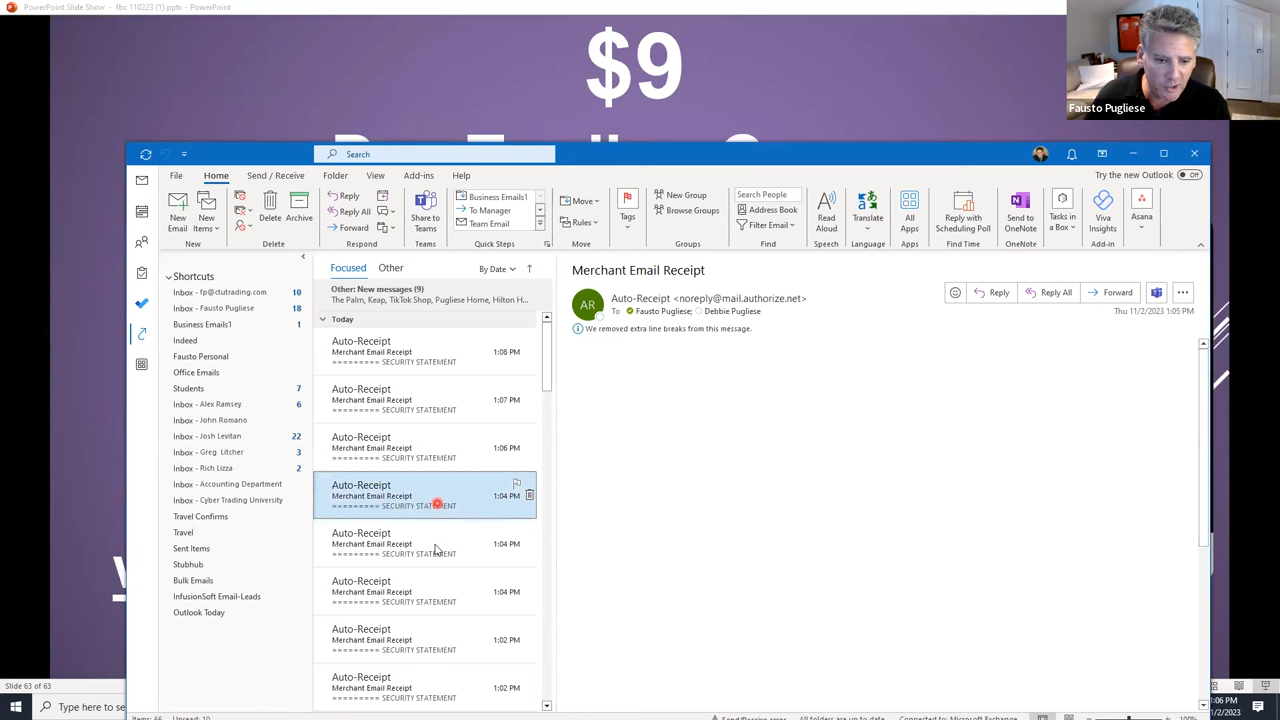 PowerPoint Slide Show - fbc 110223 (1).ppts - PowerPoint
$9
Fausto Pugliese
Search
File Home Send / Receive Folder View Add-ins Help
Try the new Outlook Off
New Email
New Items
New
Delete
Archive
Delete
Reply
Reply All
Forward
Respond
Share to Teams
Teams
Business Emails1
To Manager
Team Email
Quick Steps
Move
Rules
Move
Tags
New Group
Browse Groups
Groups
Search People
Address Book
Filter Email
Find
Read Aloud
Speech
Translate
Language
All Apps
Apps
Reply with Scheduling Poll
Find Time
Send to OneNote
OneNote
Tasks in a Box
Viva Insights
Add-in
Asana
Shortcuts
Inbox - fp@ctutrading.com 10
Inbox - Fausto Pugliese 18
Business Emails1
Indeed
Fausto Personal
Office Emails
Students 7
Inbox - Alex Ramsey 6
Inbox - John Romano
Inbox - Josh Levitan 22
Inbox - Greg Litcher 3
Inbox - Rich Lizza 2
Inbox - Accounting Department
Inbox - Cyber Trading University
Travel Confirms
Travel
Sent Items
Stubhub
Bulk Emails
InfusionSoft Email-Leads
Outlook Today
Focused Other By Date
Other: New messages (9)
The Palm, Keap, TikTok Shop, Pugliese Home, Hilton H...
Today
Auto-Receipt
Merchant Email Receipt 1:08 PM
========= SECURITY STATEMENT
Auto-Receipt
Merchant Email Receipt 1:07 PM
========= SECURITY STATEMENT
Auto-Receipt
Merchant Email Receipt 1:06 PM
========= SECURITY STATEMENT
Auto-Receipt
Merchant Email Receipt 1:04 PM
========= SECURITY STATEMENT
Auto-Receipt
Merchant Email Receipt 1:04 PM
========= SECURITY STATEMENT
Auto-Receipt
Merchant Email Receipt 1:04 PM
========= SECURITY STATEMENT
Auto-Receipt
Merchant Email Receipt 1:02 PM
========= SECURITY STATEMENT
Auto-Receipt
Merchant Email Receipt 1:02 PM
========= SECURITY STATEMENT
Merchant Email Receipt
AR
Auto-Receipt <noreply@mail.authorize.net>
To Fausto Pugliese; Debbie Pugliese
We removed extra line breaks from this message.
Reply Reply All Forward
Thu 11/2/2023 1:05 PM
Slide 63 of 63
Type here to se
1:06 PM